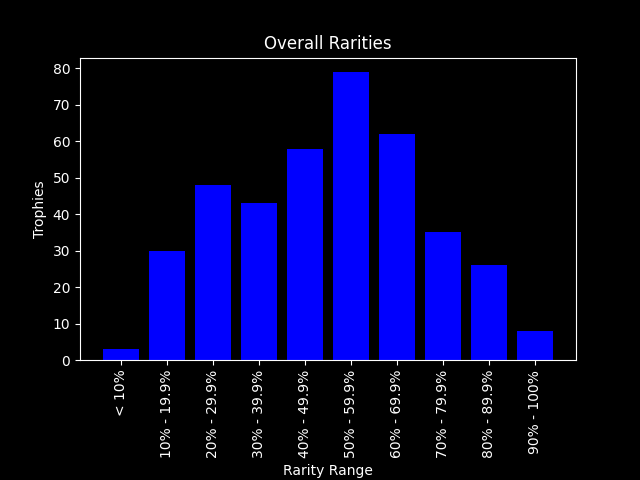 Overall Rarities
Trophies
80
70
60
50
40
30
20
10
0
< 10%
10% - 19.9%
20% - 29.9%
30% - 39.9%
40% - 49.9%
50% - 59.9%
60% - 69.9%
70% - 79.9%
80% - 89.9%
90% - 100%
Rarity Range